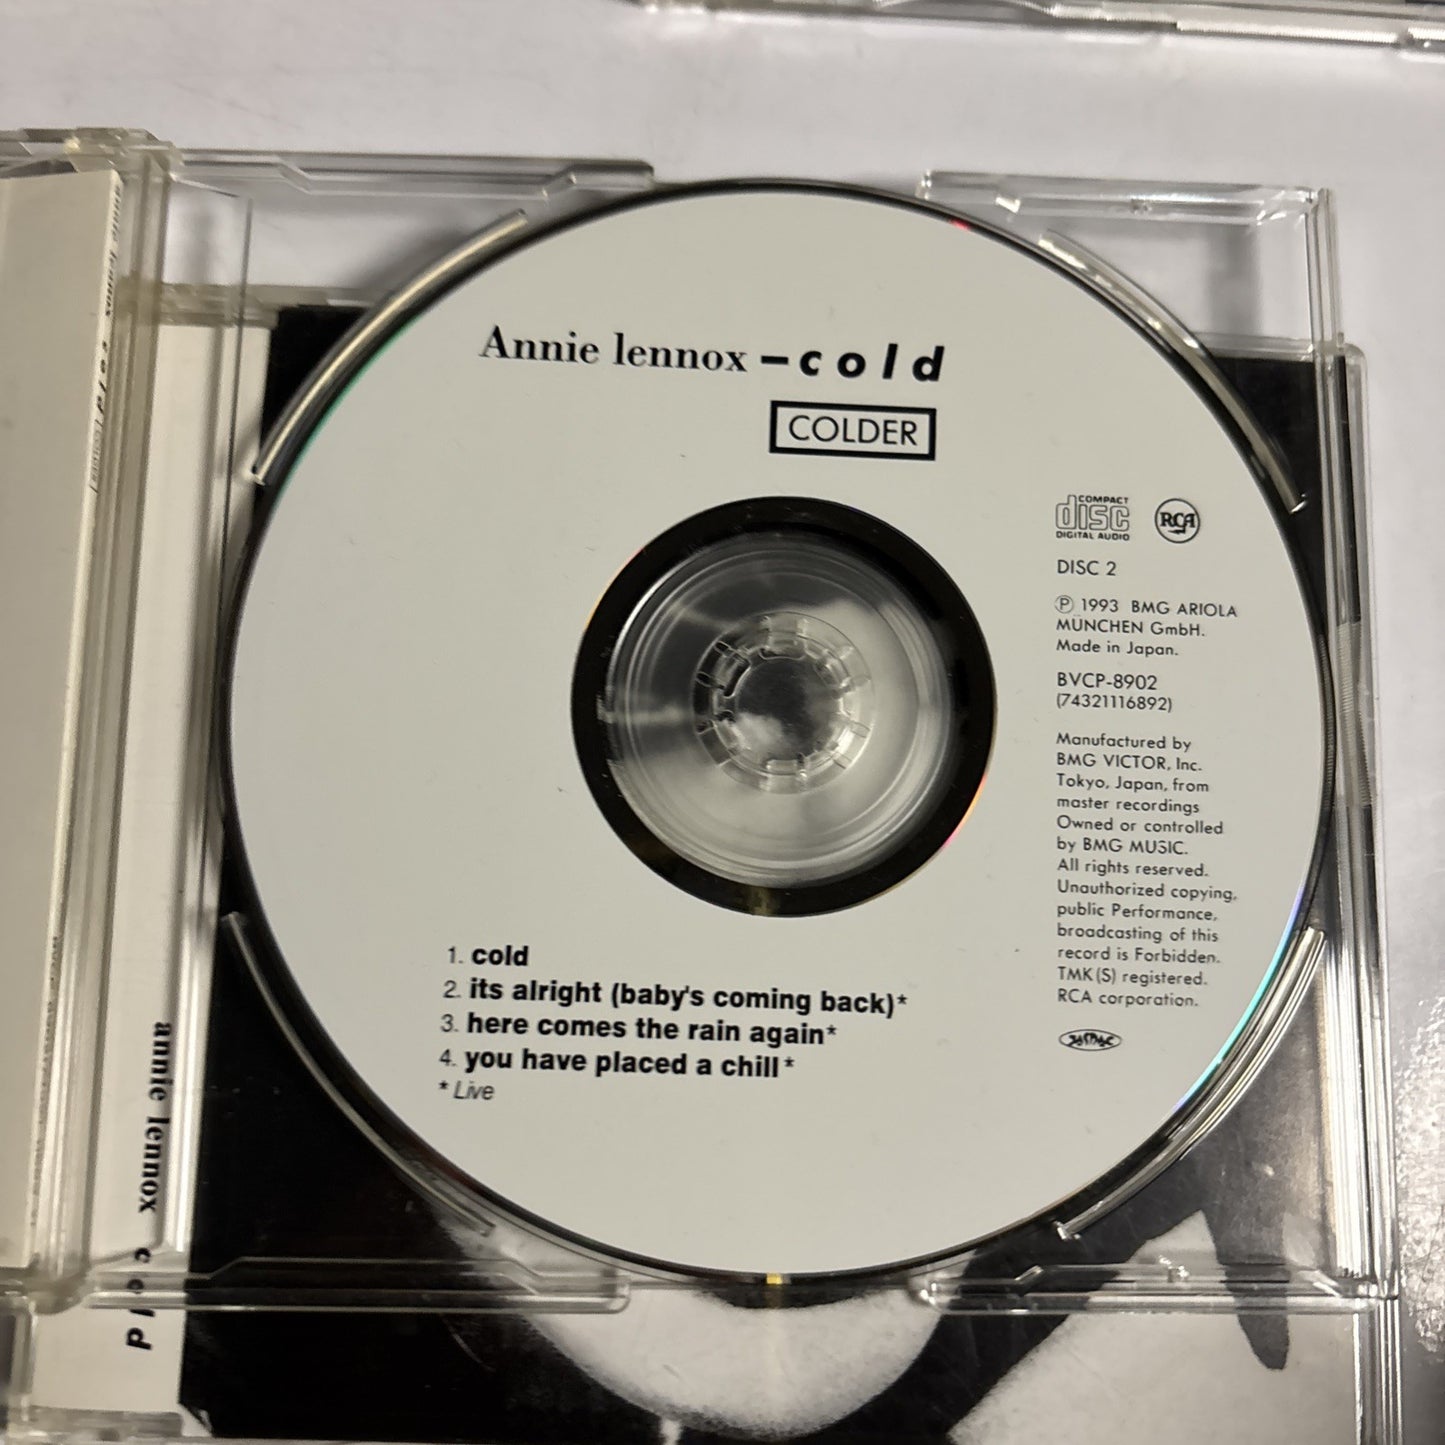 Annie lennox –cold
COLDER
COMPACT
disc
DIGITAL AUDIO
RCA
DISC 2
℗ 1993 BMG ARIOLA
MÜNCHEN GmbH.
Made in Japan.
BVCP-8902
(74321116892)
Manufactured by
BMG VICTOR, Inc.
Tokyo, Japan, from
master recordings
Owned or controlled
by BMG MUSIC.
All rights reserved.
Unauthorized copying,
public Performance,
broadcasting of this
record is Forbidden.
TMK(S) registered.
RCA corporation.
JASRAC
1. cold
2. its alright (baby's coming back)*
3. here comes the rain again*
4. you have placed a chill*
* Live
annie lennox cold
annie lennox cold